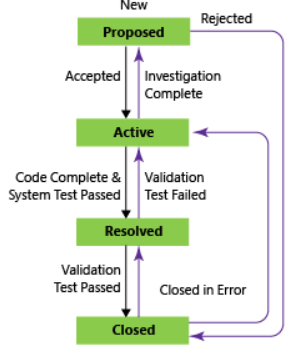 New
Rejected
Proposed
Accepted
Investigation
Complete
Active
Code Complete &
System Test Passed
Validation
Test Failed
Resolved
Validation
Test Passed
Closed in Error
Closed